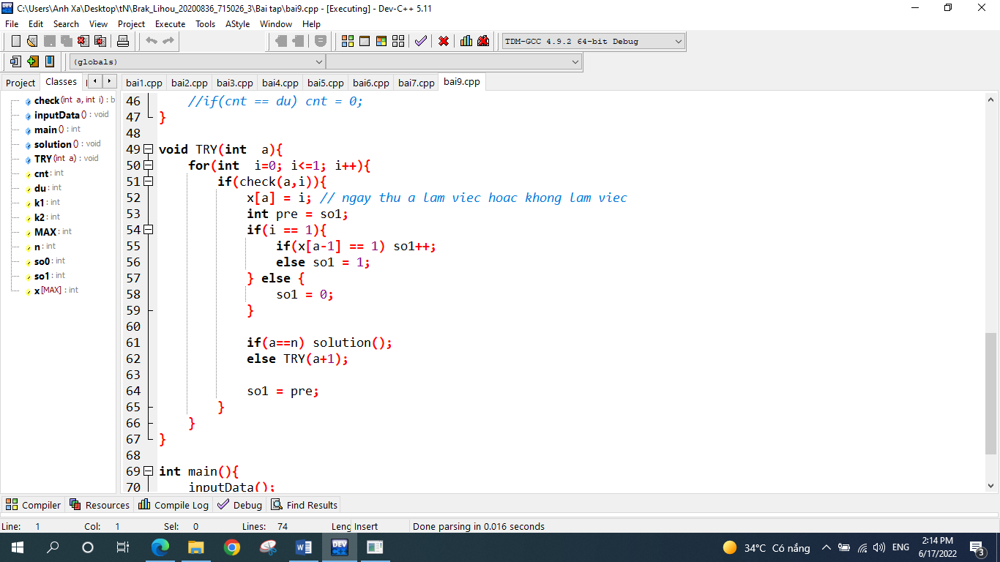 C:\Users\Anh Xa\Desktop\tN\Brak_Lihou_20200836_715026_3\Bai tap\bai9.cpp - [Executing] - Dev-C++ 5.11
File Edit Search View Project Execute Tools AStyle Window Help
TDM-GCC 4.9.2 64-bit Debug
(globals)
Project Classes bai1.cpp bai2.cpp bai3.cpp bai4.cpp bai5.cpp bai6.cpp bai7.cpp bai9.cpp
check (int a, int i) : b
inputData () : void
main () : int
solution () : void
TRY (int a) : void
cnt : int
du : int
k1 : int
k2 : int
MAX : int
n : int
so0 : int
so1 : int
x [MAX] : int
46 //if(cnt == du) cnt = 0;
47 }
48
49 void TRY(int  a){
50 for(int  i=0; i<=1; i++){
51 if(check(a,i)){
52 x[a] = i; // ngay thu a lam viec hoac khong lam viec
53 int pre = so1;
54 if(i == 1){
55 if(x[a-1] == 1) so1++;
56 else so1 = 1;
57 } else {
58 so1 = 0;
59 }
60
61 if(a==n) solution();
62 else TRY(a+1);
63
64 so1 = pre;
65 }
66 }
67 }
68
69 int main(){
70 inputData();
Compiler Resources Compile Log Debug Find Results
Line: 1 Col: 1 Sel: 0 Lines: 74 Leng Insert Done parsing in 0.016 seconds
34°C Có nắng ENG 2:14 PM
6/17/2022 3